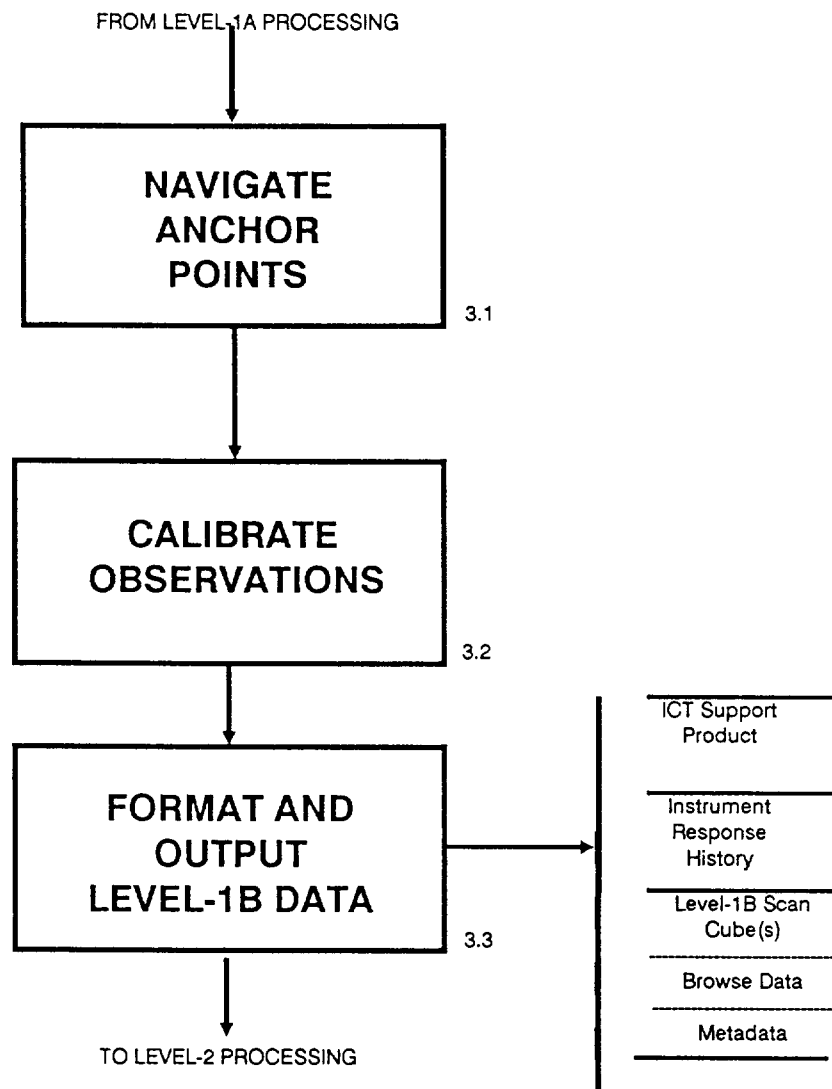 FROM LEVEL-1A PROCESSING
NAVIGATE
ANCHOR
POINTS
3.1
CALIBRATE
OBSERVATIONS
3.2
FORMAT AND
OUTPUT
LEVEL-1B DATA
3.3
ICT Support
Product
Instrument
Response
History
Level-1B Scan
Cube(s)
Browse Data
Metadata
TO LEVEL-2 PROCESSING